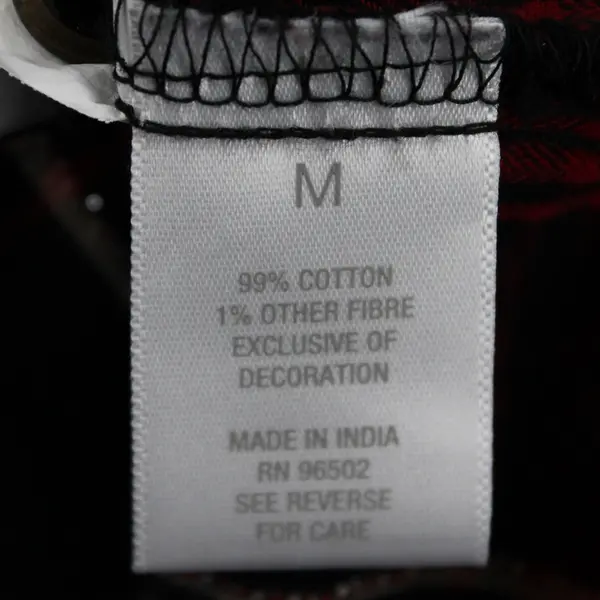 M
99% COTTON
1% OTHER FIBRE
EXCLUSIVE OF
DECORATION
MADE IN INDIA
RN 96502
SEE REVERSE
FOR CARE